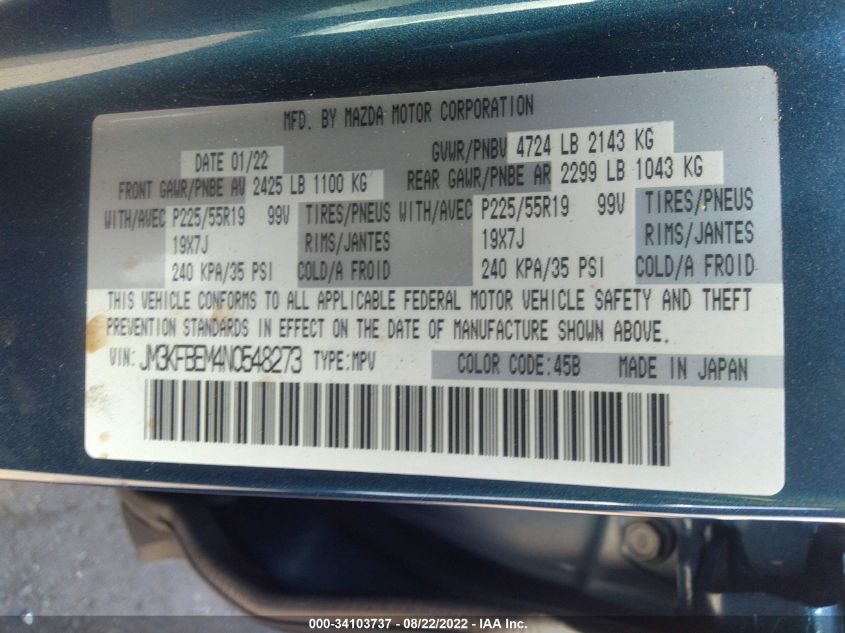 MFD. BY MAZDA MOTOR CORPORATION
DATE 01/22 GVWR/PNBV 4724 LB 2143 KG
FRONT GAWR/PNBE AV 2425 LB 1100 KG REAR GAWR/PNBE AR 2299 LB 1043 KG
WITH/AVEC P225/55R19 99V TIRES/PNEUS WITH/AVEC P225/55R19 99V TIRES/PNEUS
19X7J RIMS/JANTES 19X7J RIMS/JANTES
240 KPA/35 PSI COLD/A FROID 240 KPA/35 PSI COLD/A FROID
THIS VEHICLE CONFORMS TO ALL APPLICABLE FEDERAL MOTOR VEHICLE SAFETY AND THEFT
PREVENTION STANDARDS IN EFFECT ON THE DATE OF MANUFACTURE SHOWN ABOVE.
VIN: JM3KFBEM4N0548273 TYPE:MPV COLOR CODE:45B MADE IN JAPAN
000-34103737 - 08/22/2022 - IAA Inc.